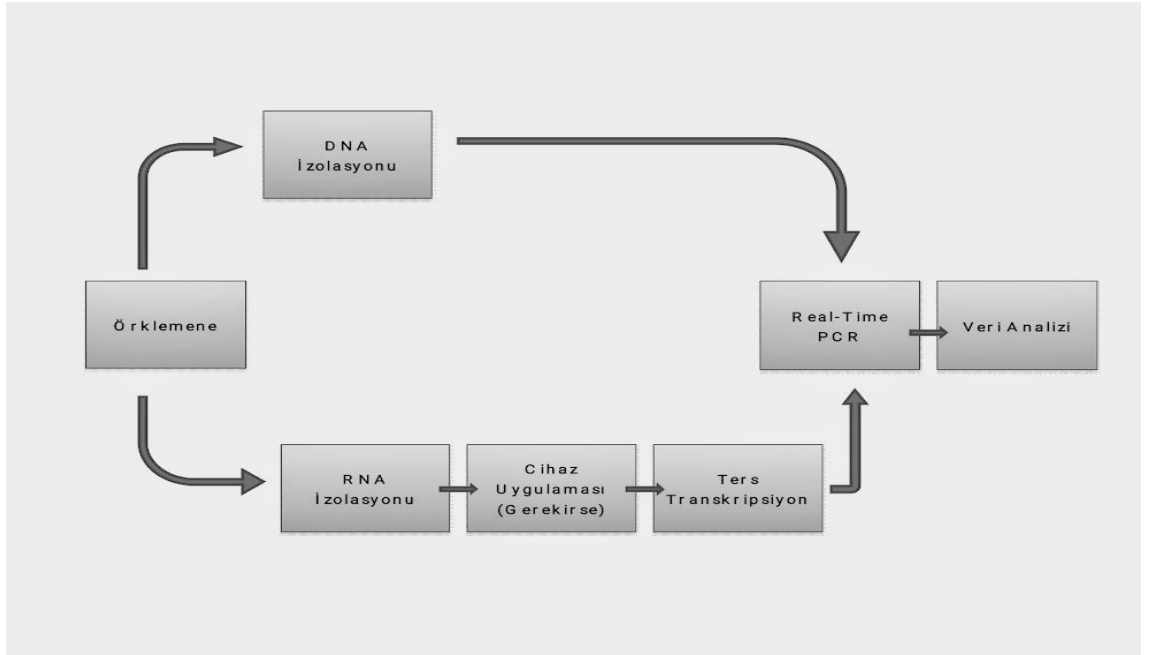 DNA
İzolasyonu
Örklemene
Real-Time
PCR
Veri Analizi
RNA
İzolasyonu
Cihaz
Uygulaması
(Gerekirse)
Ters
Transkripsiyon